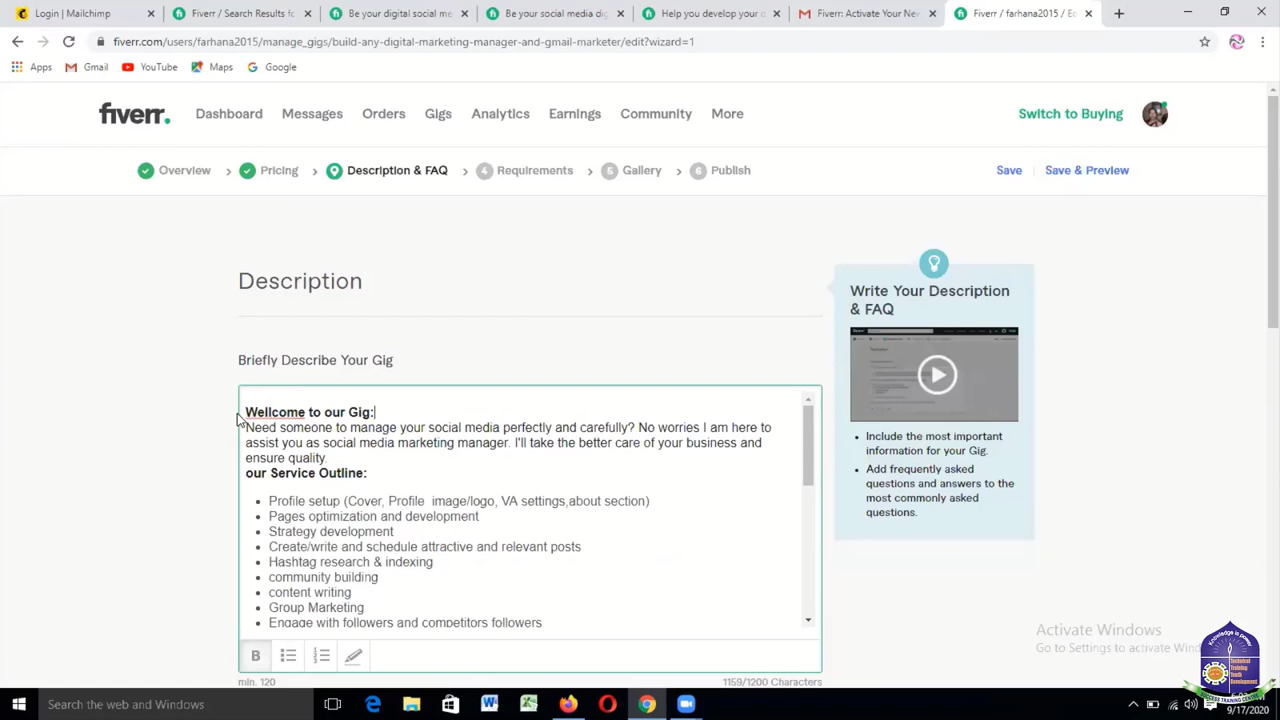 Login | Mailchimp
Fiverr / Search Results fo
Be your digital social me
Be your social media dig
Help you develop your o
Fiverr: Activate Your Nev
Fiverr / farhana2015 / Ed
fiverr.com/users/farhana2015/manage_gigs/build-any-digital-marketing-manager-and-gmail-marketer/edit?wizard=1
Apps Gmail YouTube Maps Google
fiverr. Dashboard Messages Orders Gigs Analytics Earnings Community More Switch to Buying
Overview Pricing Description & FAQ 4 Requirements 5 Gallery 6 Publish Save Save & Preview
Description
Briefly Describe Your Gig
Wellcome to our Gig:
Need someone to manage your social media perfectly and carefully? No worries I am here to
assist you as social media marketing manager. I'll take the better care of your business and
ensure quality.
our Service Outline:
• Profile setup (Cover, Profile image/logo, VA settings,about section)
• Pages optimization and development
• Strategy development
• Create/write and schedule attractive and relevant posts
• Hashtag research & indexing
• community building
• content writing
• Group Marketing
• Engage with followers and competitors followers
B
min. 120
1159/1200 Characters
Write Your Description
& FAQ
• Include the most important
information for your Gig.
• Add frequently asked
questions and answers to the
most commonly asked
questions.
Activate Windows
Go to Settings to activate Wind
Knowledge is power
Technical
Training
Youth
Development
Search the web and Windows
9/17/2020